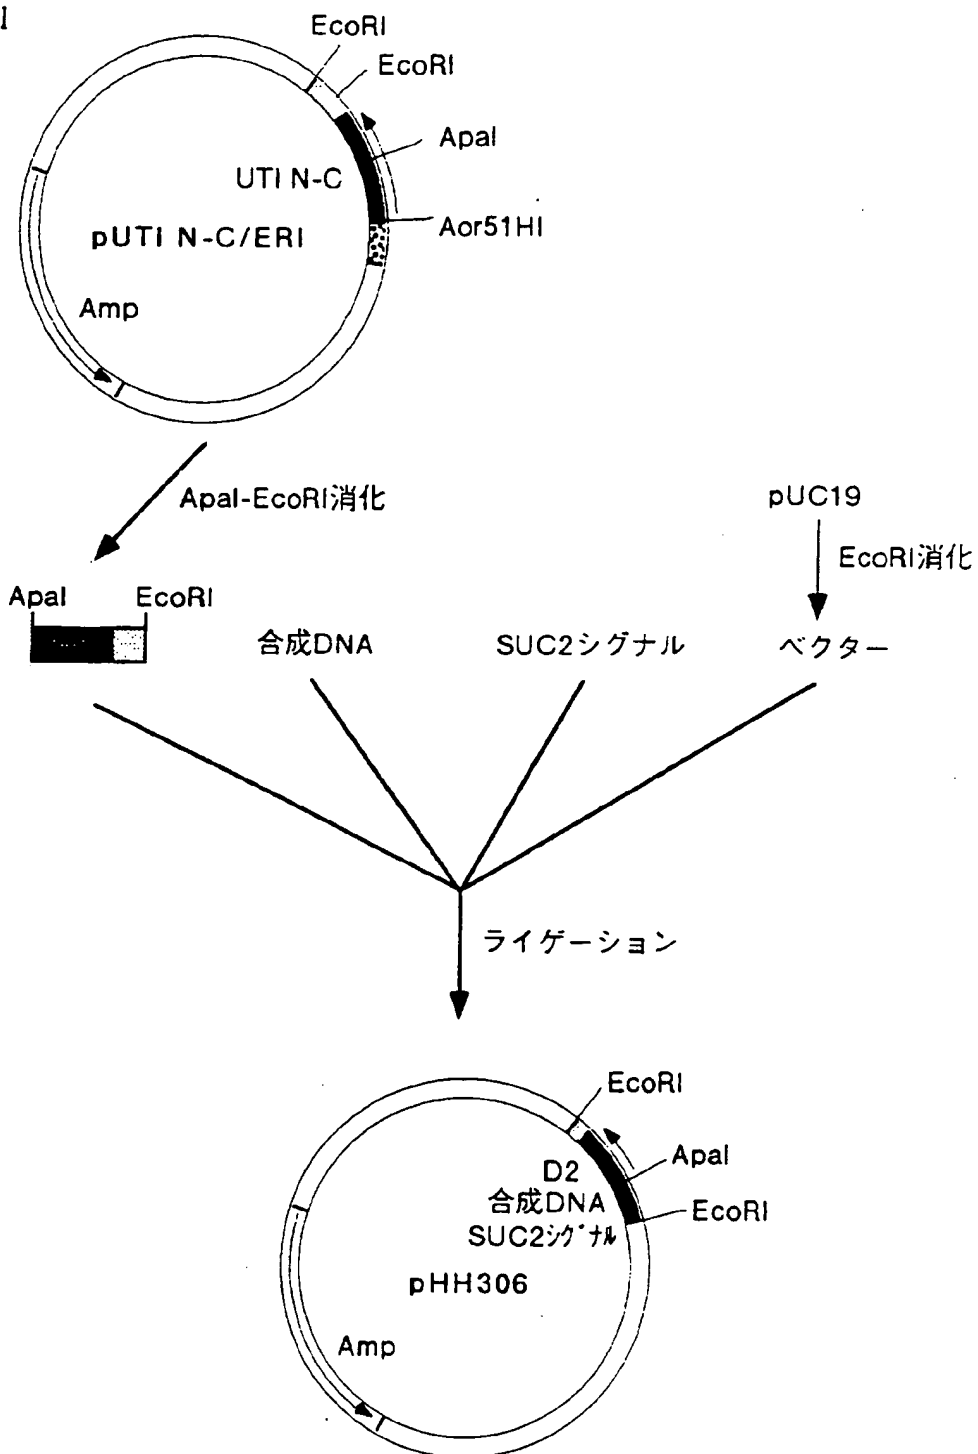 EcoRI
EcoRI
ApaI
UTI N-C
Aor51HI
pUTI N-C/ERI
Amp
ApaI-EcoRI消化
pUC19
EcoRI消化
ApaI
EcoRI
合成DNA
SUC2シグナル
ベクター
ライゲーション
EcoRI
ApaI
D2
合成DNA
EcoRI
SUC2シグナル
pHH306
Amp